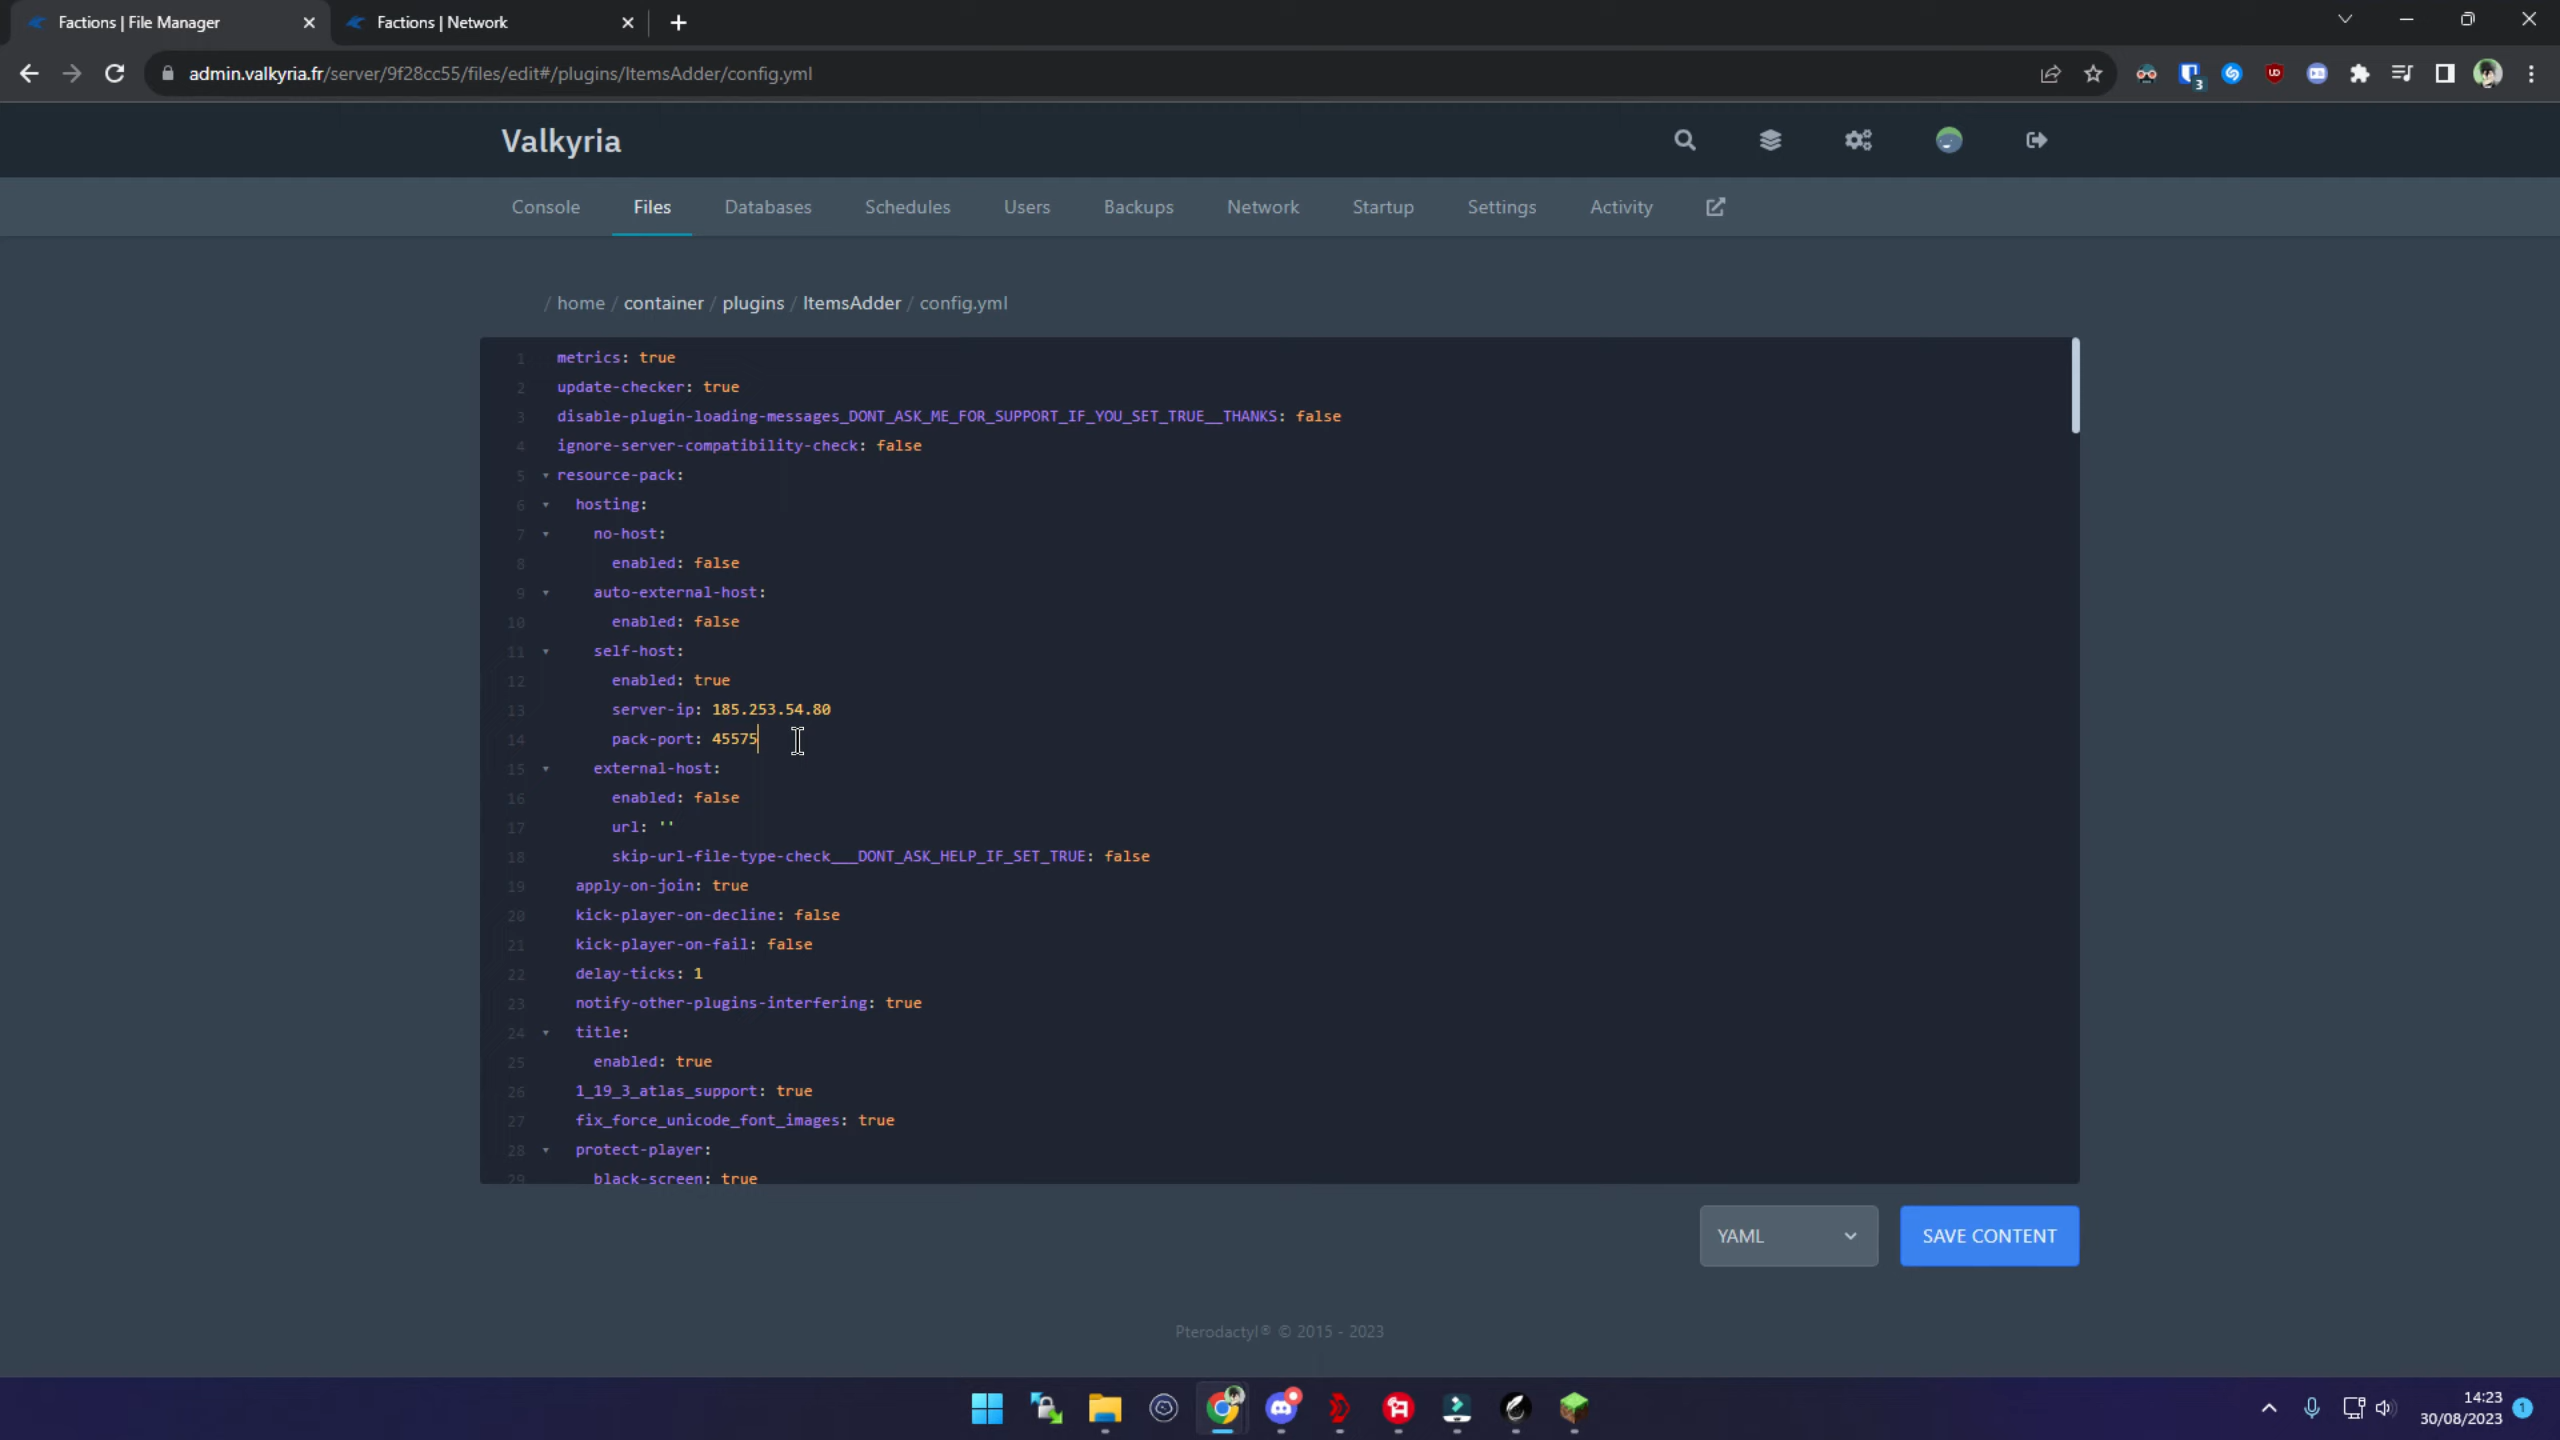 Factions | File Manager
Factions | Network
admin.valkyria.fr/server/9f28cc55/files/edit#/plugins/ItemsAdder/config.yml
3
Valkyria
Console
Files
Databases
Schedules
Users
Backups
Network
Startup
Settings
Activity
/ home / container / plugins / ItemsAdder / config.yml
1 metrics: true
2 update-checker: true
3 disable-plugin-loading-messages_DONT_ASK_ME_FOR_SUPPORT_IF_YOU_SET_TRUE__THANKS: false
4 ignore-server-compatibility-check: false
5 resource-pack:
6 hosting:
7 no-host:
8 enabled: false
9 auto-external-host:
10 enabled: false
11 self-host:
12 enabled: true
13 server-ip: 185.253.54.80
14 pack-port: 45575
15 external-host:
16 enabled: false
17 url: ''
18 skip-url-file-type-check___DONT_ASK_HELP_IF_SET_TRUE: false
19 apply-on-join: true
20 kick-player-on-decline: false
21 kick-player-on-fail: false
22 delay-ticks: 1
23 notify-other-plugins-interfering: true
24 title:
25 enabled: true
26 1_19_3_atlas_support: true
27 fix_force_unicode_font_images: true
28 protect-player:
29 black-screen: true
YAML
SAVE CONTENT
Pterodactyl® © 2015 - 2023
14:23
30/08/2023
1